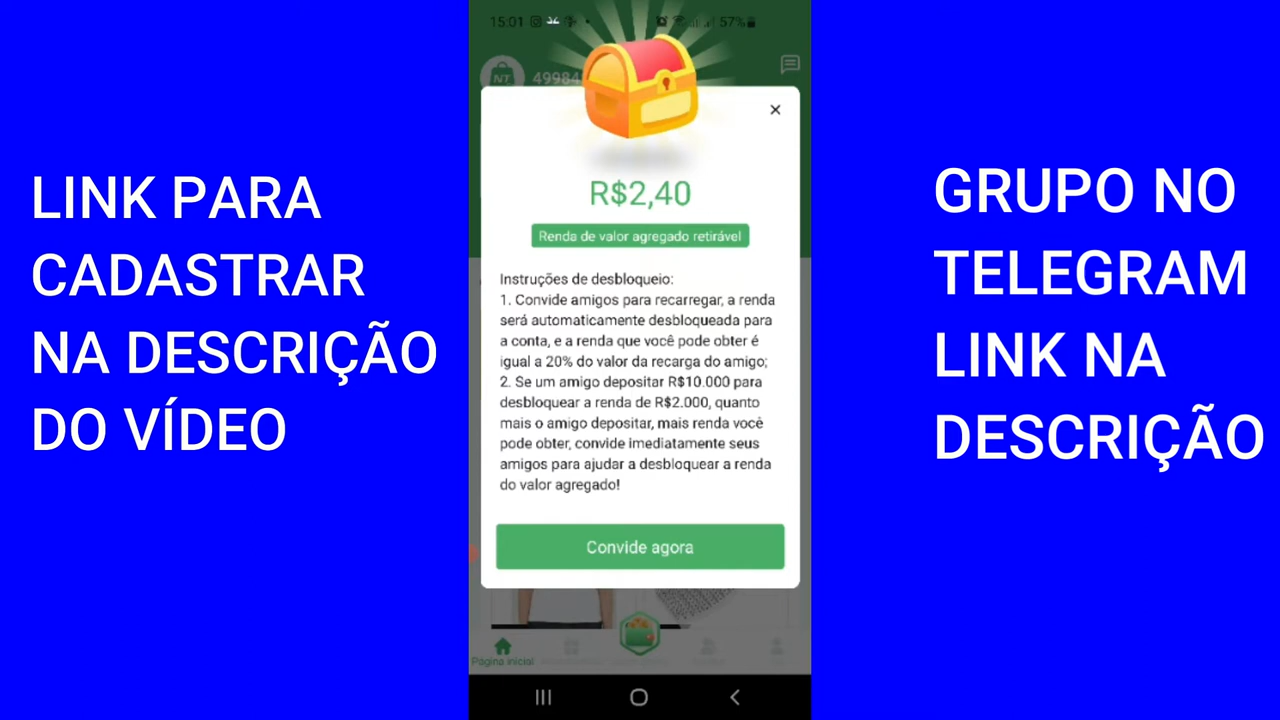 LINK PARA
CADASTRAR
NA DESCRIÇÃO
DO VÍDEO
15:01
57%
NT
49984
R$2,40
Renda de valor agregado retirável
Instruções de desbloqueio:
1. Convide amigos para recarregar, a renda
será automaticamente desbloqueada para
a conta, e a renda que você pode obter é
igual a 20% do valor da recarga do amigo;
2. Se um amigo depositar R$10.000 para
desbloquear a renda de R$2.000, quanto
mais o amigo depositar, mais renda você
pode obter, convide imediatamente seus
amigos para ajudar a desbloquear a renda
do valor agregado!
Convide agora
Página inicial
GRUPO NO
TELEGRAM
LINK NA
DESCRIÇÃO